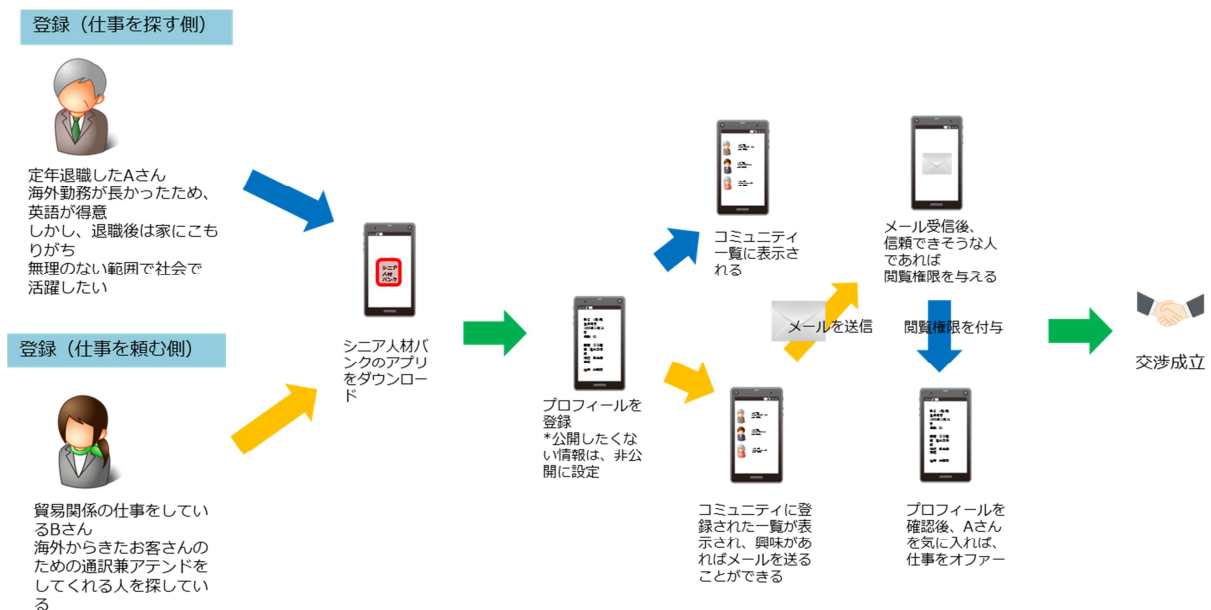 登録（仕事を探す側）
定年退職したAさん
海外勤務が長かったため、
英語が得意
しかし、退職後は家にこも
りがち
無理のない範囲で社会で
活躍したい
登録（仕事を頼む側）
貿易関係の仕事をしてい
るBさん
海外からきたお客さんの
ための通訳兼アテンドを
してくれる人を探してい
る
シニア
人材
バンク
シニア人材バ
ンクのアプリ
をダウンロー
ド
プロフィールを
登録
*公開したくな
い情報は、非公
開に設定
コミュニティ
一覧に表示さ
れる
メールを送信
コミュニティに登
録された一覧が表
示され、興味があ
ればメールを送る
ことができる
メール受信後、
信頼できそうな人
であれば
閲覧権限を与える
閲覧権限を付与
プロフィールを
確認後、Aさん
を気に入れば、
仕事をオファー
交渉成立